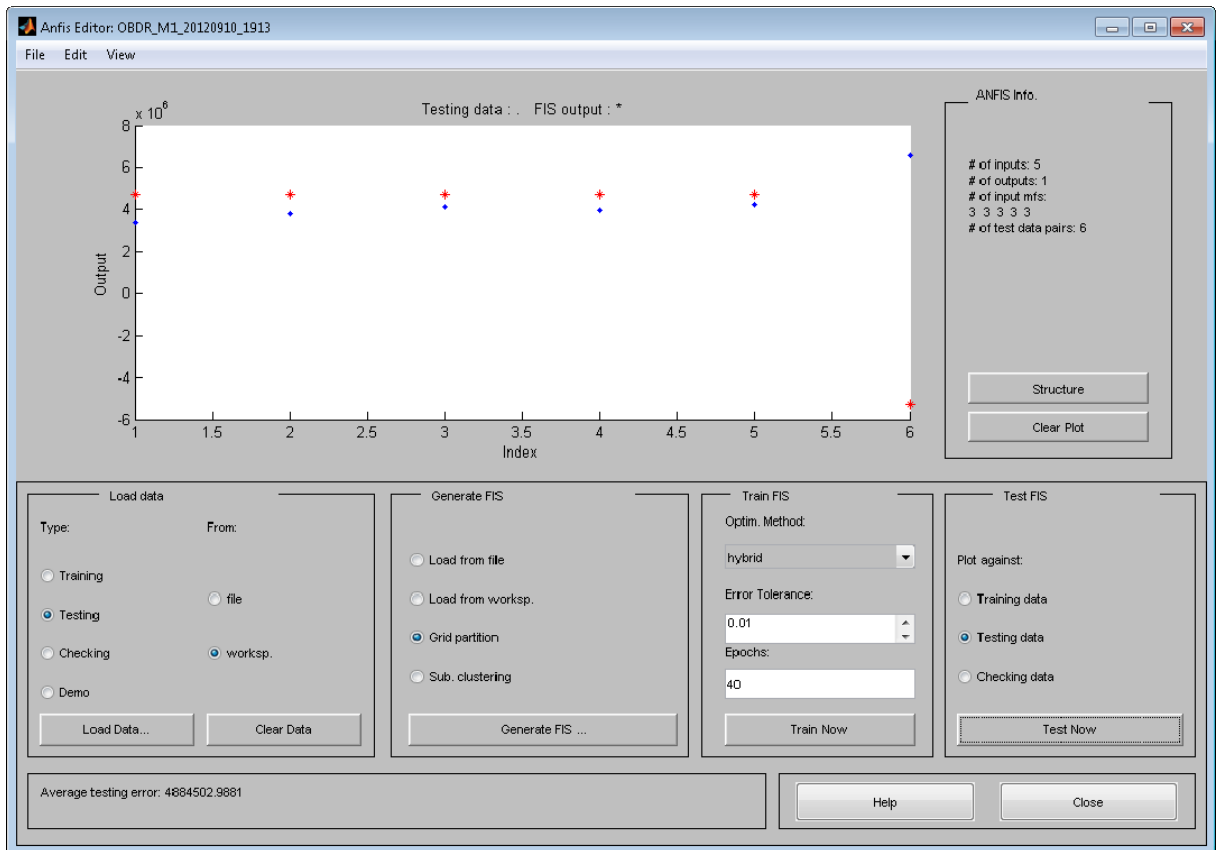 Anfis Editor: OBDR_M1_20120910_1913
File Edit View
x 10^6
Testing data : .   FIS output : *
8
6
4
2
0
-2
-4
-6
Output
1 1.5 2 2.5 3 3.5 4 4.5 5 5.5 6
Index
ANFIS Info.
# of inputs: 5
# of outputs: 1
# of input mfs:
3 3 3 3 3
# of test data pairs: 6
Structure
Clear Plot
Load data
Type:
From:
Training
Testing
Checking
Demo
file
worksp.
Load Data...
Clear Data
Generate FIS
Load from file
Load from worksp.
Grid partition
Sub. clustering
Generate FIS ...
Train FIS
Optim. Method:
hybrid
Error Tolerance:
0.01
Epochs:
40
Train Now
Test FIS
Plot against:
Training data
Testing data
Checking data
Test Now
Average testing error: 4884502.9881
Help
Close